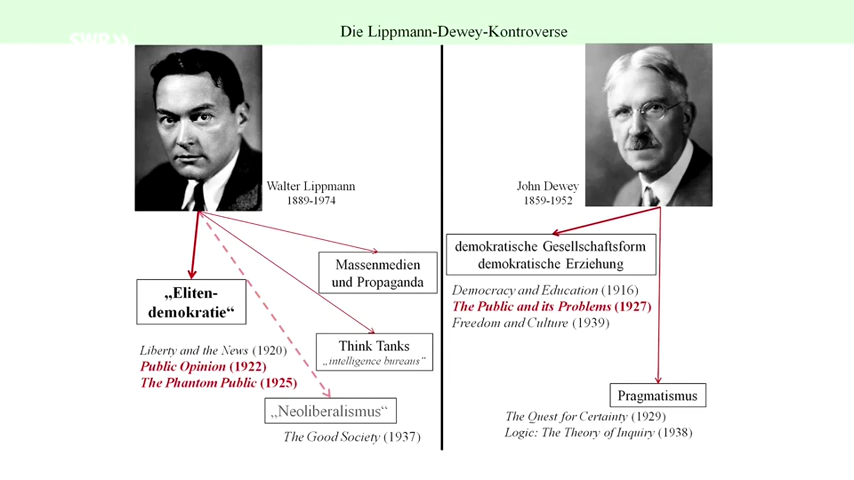 Die Lippmann-Dewey-Kontroverse
SWR
Walter Lippmann
1889-1974
Massenmedien
und Propaganda
„Eliten-
demokratie“
Think Tanks
„intelligence bureaus“
Liberty and the News (1920)
Public Opinion (1922)
The Phantom Public (1925)
„Neoliberalismus“
The Good Society (1937)
John Dewey
1859-1952
demokratische Gesellschaftsform
demokratische Erziehung
Democracy and Education (1916)
The Public and its Problems (1927)
Freedom and Culture (1939)
Pragmatismus
The Quest for Certainty (1929)
Logic: The Theory of Inquiry (1938)